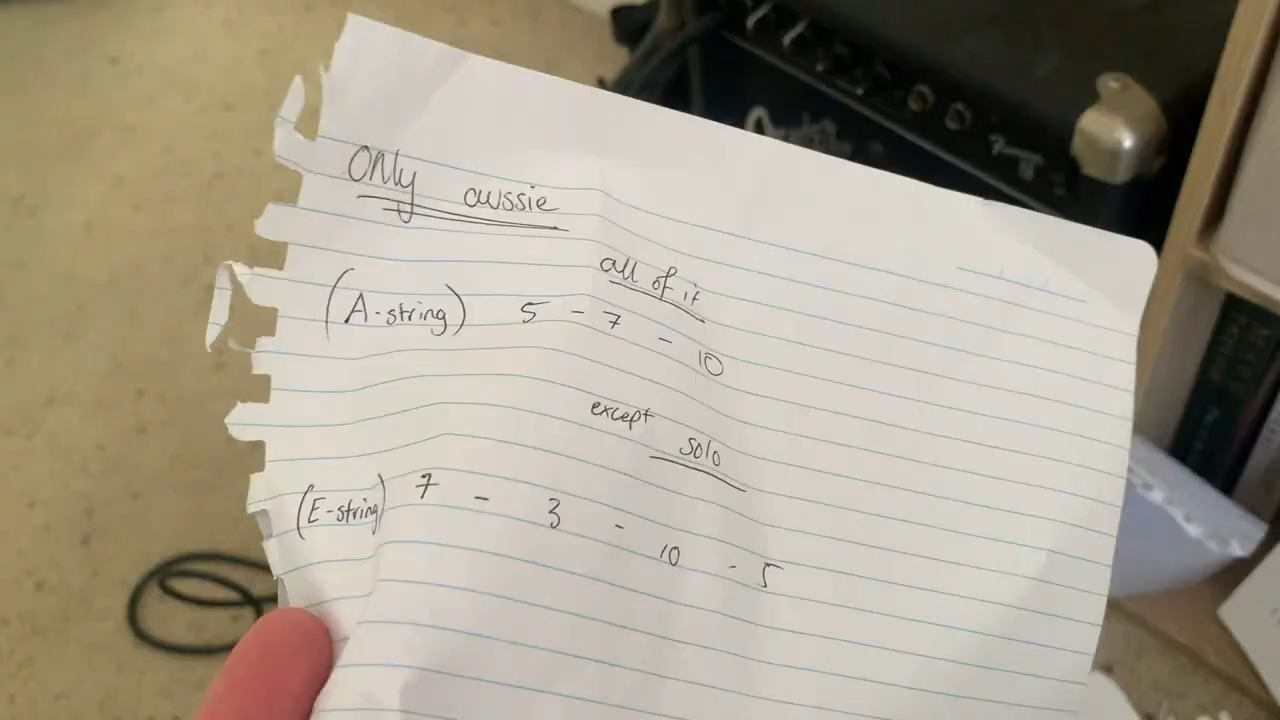 Only aussie
all of it
(A-string) 5 - 7 - 10
except solo
(E-string) 7 - 3 - 10 - 5